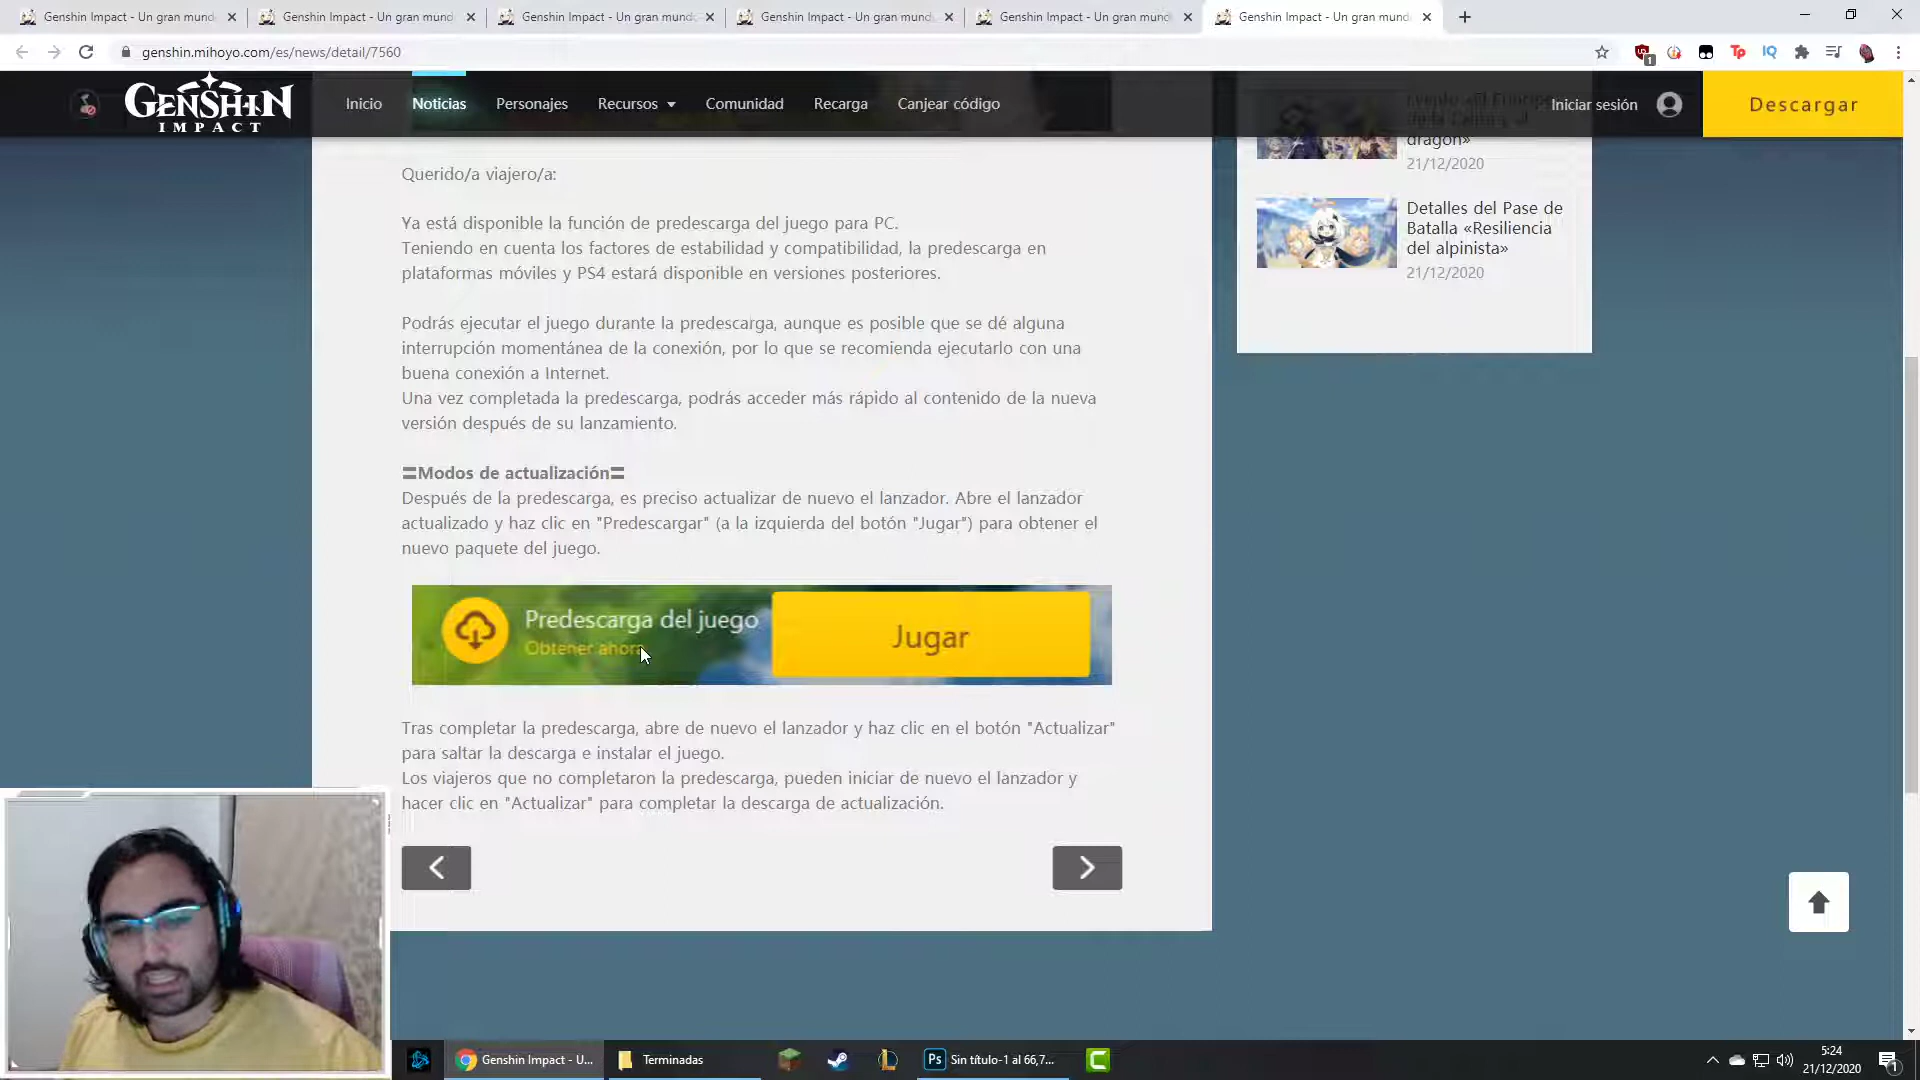 Genshin Impact - Un gran mund
Genshin Impact - Un gran mund
Genshin Impact - Un gran mund
Genshin Impact - Un gran mund
Genshin Impact - Un gran mund
Genshin Impact - Un gran mund
genshin.mihoyo.com/es/news/detail/7560
1
Tp
IQ
GENSHIN
IMPACT
Inicio
Noticias
Personajes
Recursos
Comunidad
Recarga
Canjear código
Iniciar sesión
Descargar
dragón»
21/12/2020
Detalles del Pase de
Batalla «Resiliencia
del alpinista»
21/12/2020
Querido/a viajero/a:
Ya está disponible la función de predescarga del juego para PC.
Teniendo en cuenta los factores de estabilidad y compatibilidad, la predescarga en
plataformas móviles y PS4 estará disponible en versiones posteriores.
Podrás ejecutar el juego durante la predescarga, aunque es posible que se dé alguna
interrupción momentánea de la conexión, por lo que se recomienda ejecutarlo con una
buena conexión a Internet.
Una vez completada la predescarga, podrás acceder más rápido al contenido de la nueva
versión después de su lanzamiento.
〓Modos de actualización〓
Después de la predescarga, es preciso actualizar de nuevo el lanzador. Abre el lanzador
actualizado y haz clic en "Predescargar" (a la izquierda del botón "Jugar") para obtener el
nuevo paquete del juego.
Predescarga del juego
Obtener ahora
Jugar
Tras completar la predescarga, abre de nuevo el lanzador y haz clic en el botón "Actualizar"
para saltar la descarga e instalar el juego.
Los viajeros que no completaron la predescarga, pueden iniciar de nuevo el lanzador y
hacer clic en "Actualizar" para completar la descarga de actualización.
Genshin Impact - U...
Terminadas
Ps
Sin título-1 al 66,7...
5:24
21/12/2020
1